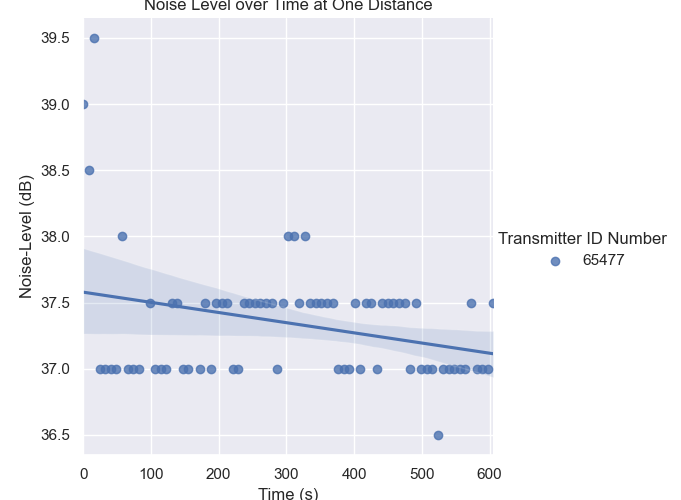 Noise Level over Time at One Distance
39.5
39.0
38.5
38.0
37.5
37.0
36.5
Noise-Level (dB)
0 100 200 300 400 500 600
Time (s)
Transmitter ID Number
65477